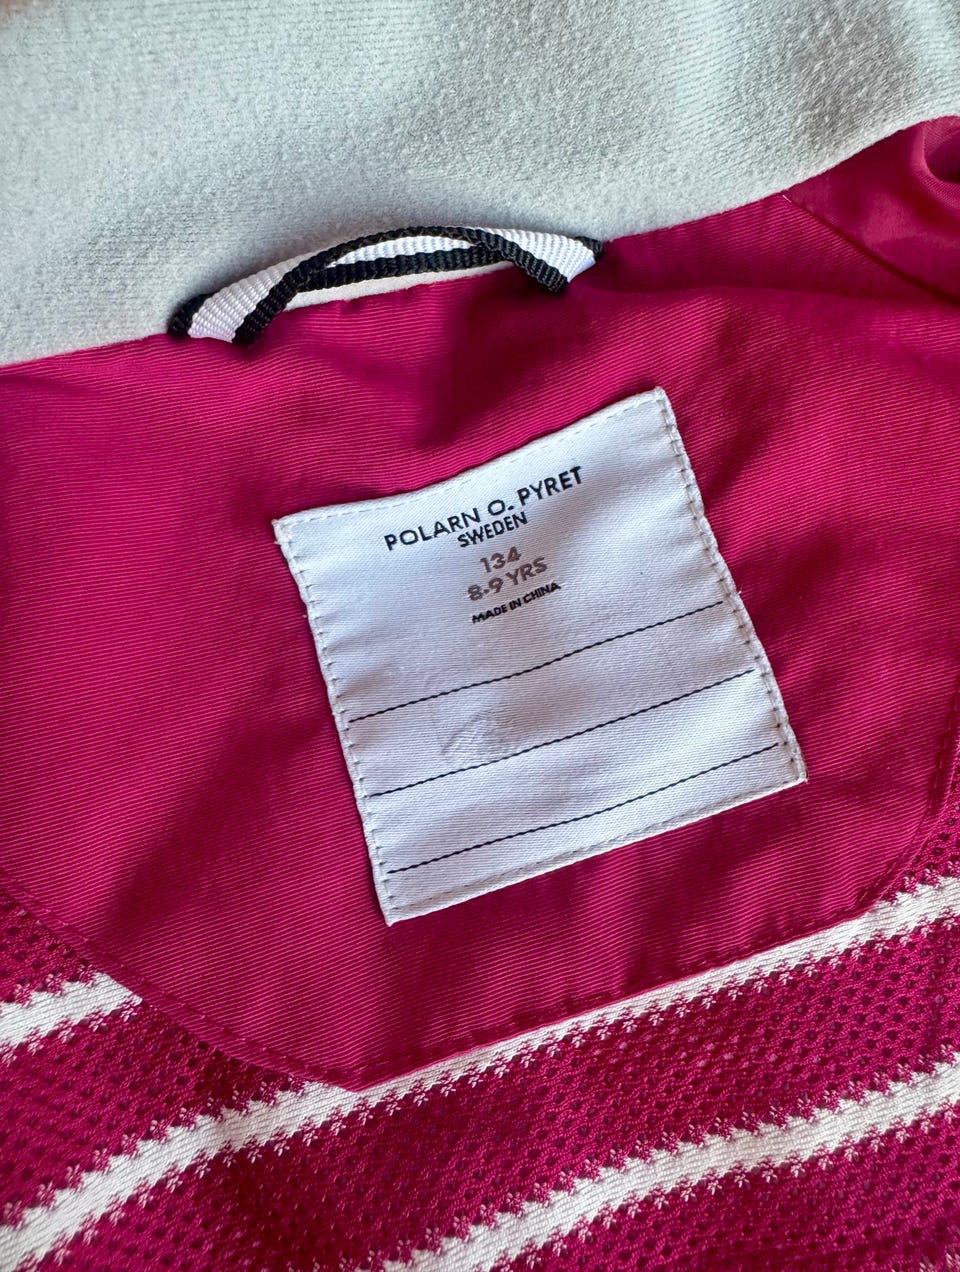 POLARN O. PYRET
SWEDEN
134
8-9 YRS
MADE IN CHINA